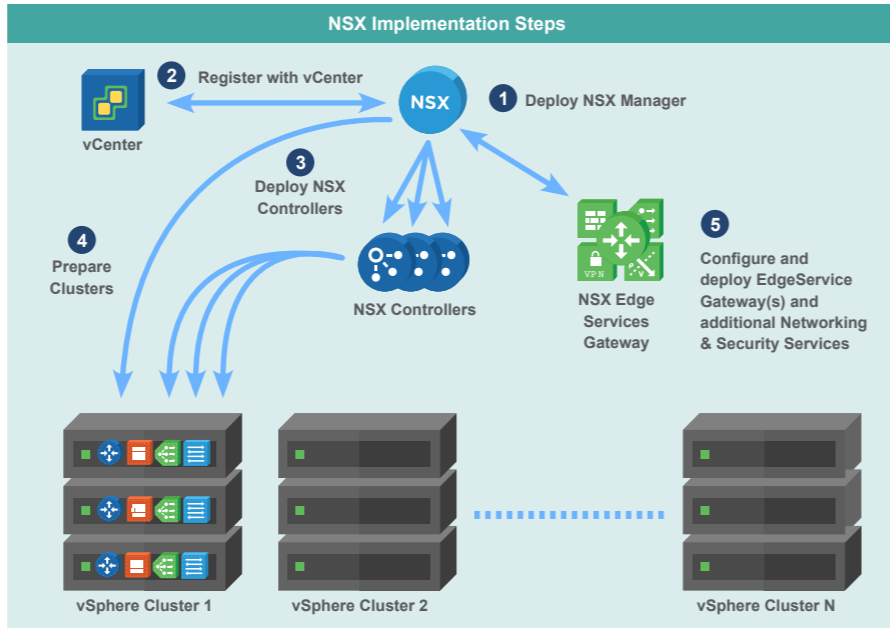 NSX Implementation Steps
2
Register with vCenter
NSX
1
Deploy NSX Manager
vCenter
3
Deploy NSX
Controllers
4
Prepare
Clusters
NSX Controllers
VPN
NSX Edge
Services
Gateway
5
Configure and
deploy EdgeService
Gateway(s) and
additional Networking
& Security Services
vSphere Cluster 1
vSphere Cluster 2
vSphere Cluster N